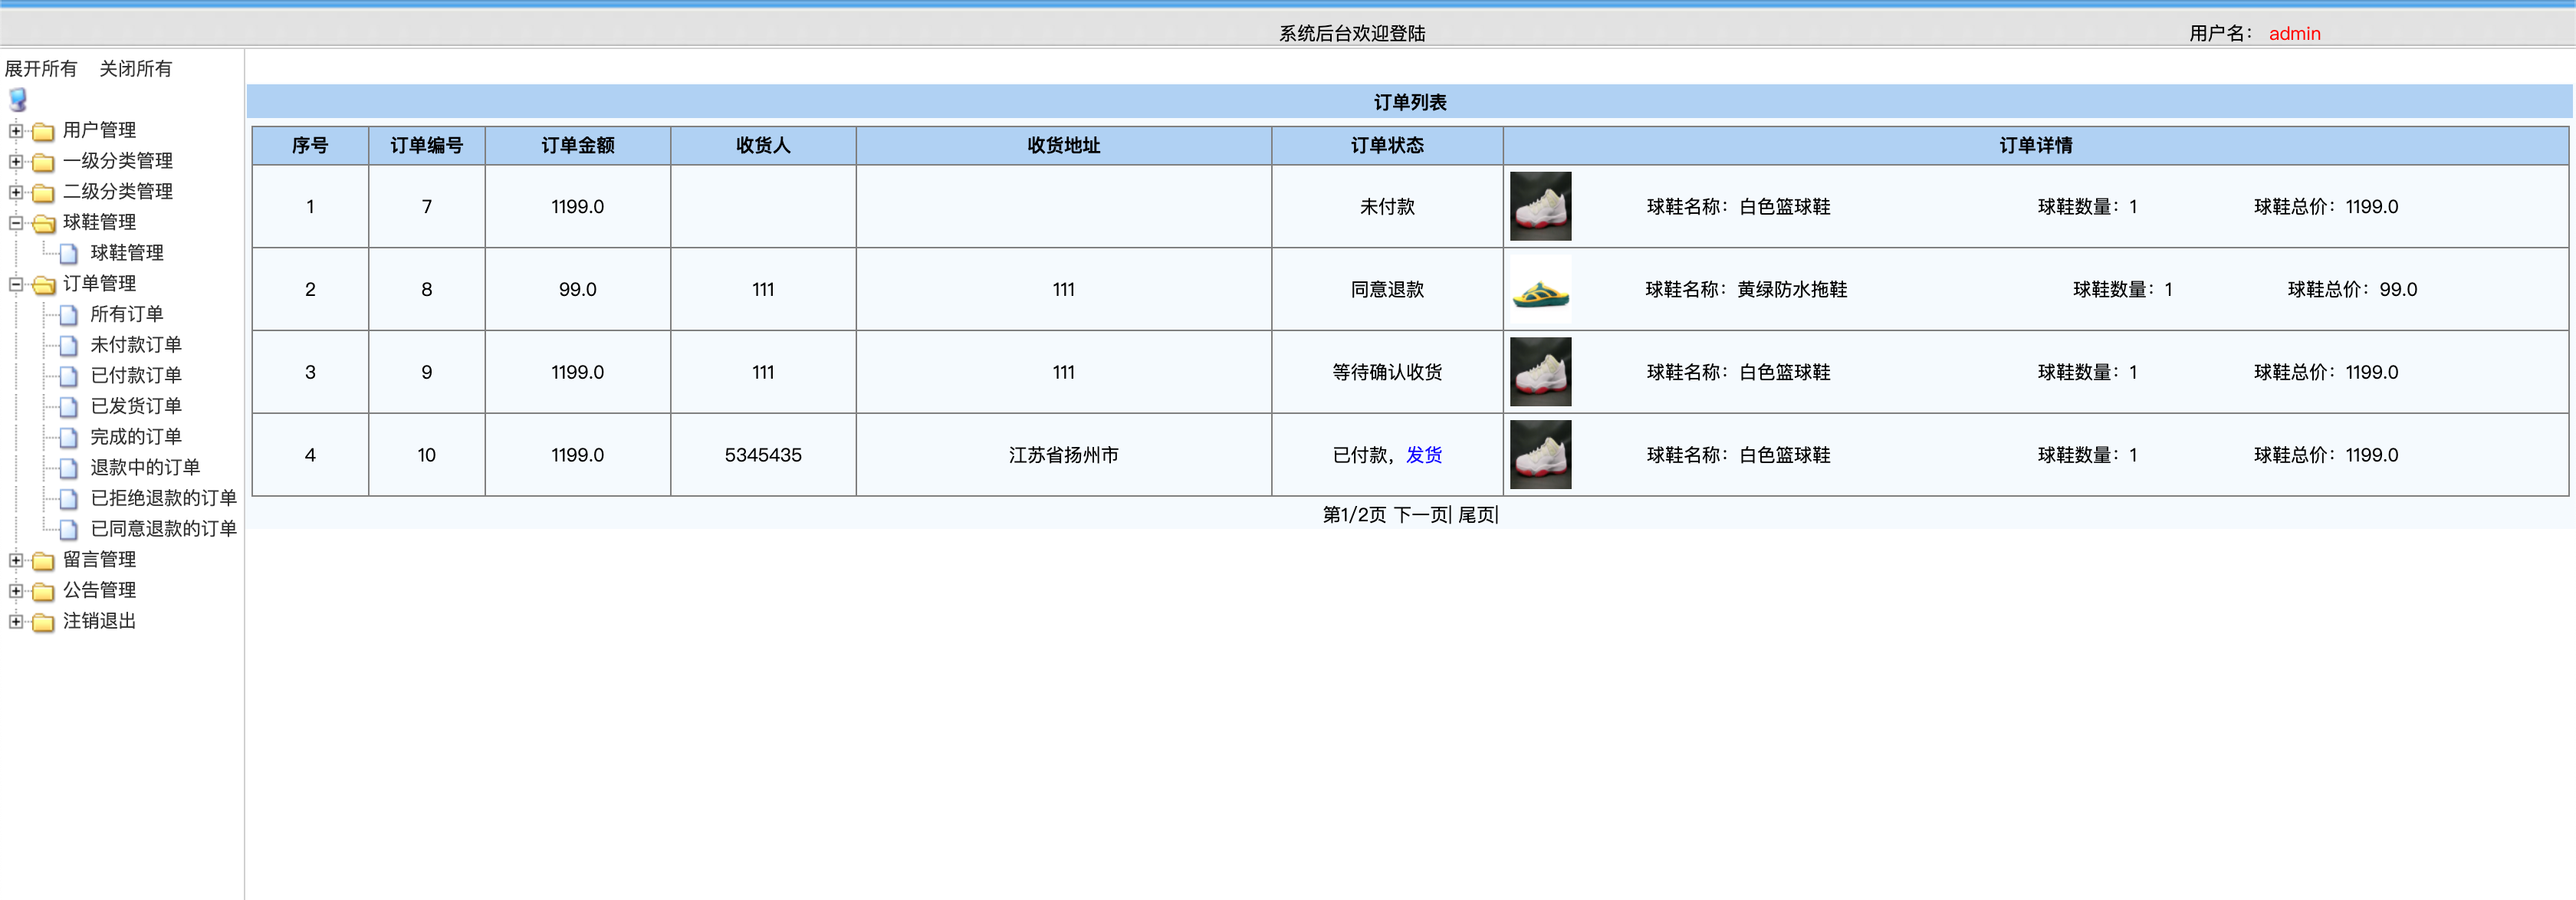 系统后台欢迎登陆 用户名： admin
展开所有 关闭所有
用户管理
一级分类管理
二级分类管理
球鞋管理
球鞋管理
订单管理
所有订单
未付款订单
已付款订单
已发货订单
完成的订单
退款中的订单
已拒绝退款的订单
已同意退款的订单
留言管理
公告管理
注销退出
订单列表
序号 订单编号 订单金额 收货人 收货地址 订单状态 订单详情
1 7 1199.0 未付款 球鞋名称：白色篮球鞋 球鞋数量：1 球鞋总价：1199.0
2 8 99.0 111 111 同意退款 球鞋名称：黄绿防水拖鞋 球鞋数量：1 球鞋总价：99.0
3 9 1199.0 111 111 等待确认收货 球鞋名称：白色篮球鞋 球鞋数量：1 球鞋总价：1199.0
4 10 1199.0 5345435 江苏省扬州市 已付款，发货 球鞋名称：白色篮球鞋 球鞋数量：1 球鞋总价：1199.0
第1/2页 下一页| 尾页|